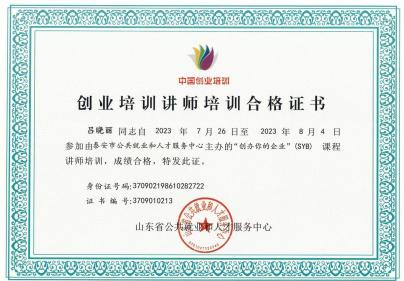 中国创业培训
创业培训讲师培训合格证书
吕晓丽 同志自 2023 年 7 月 26 日至 2023 年 8 月 4 日
参加由泰安市公共就业和人才服务中心主办的“创办你的企业”(SYB) 课程
讲师培训,成绩合格,特发此证。
身份证号码:370902198610282722
证书编号:3709010213
山东省公共就业和人才服务中心